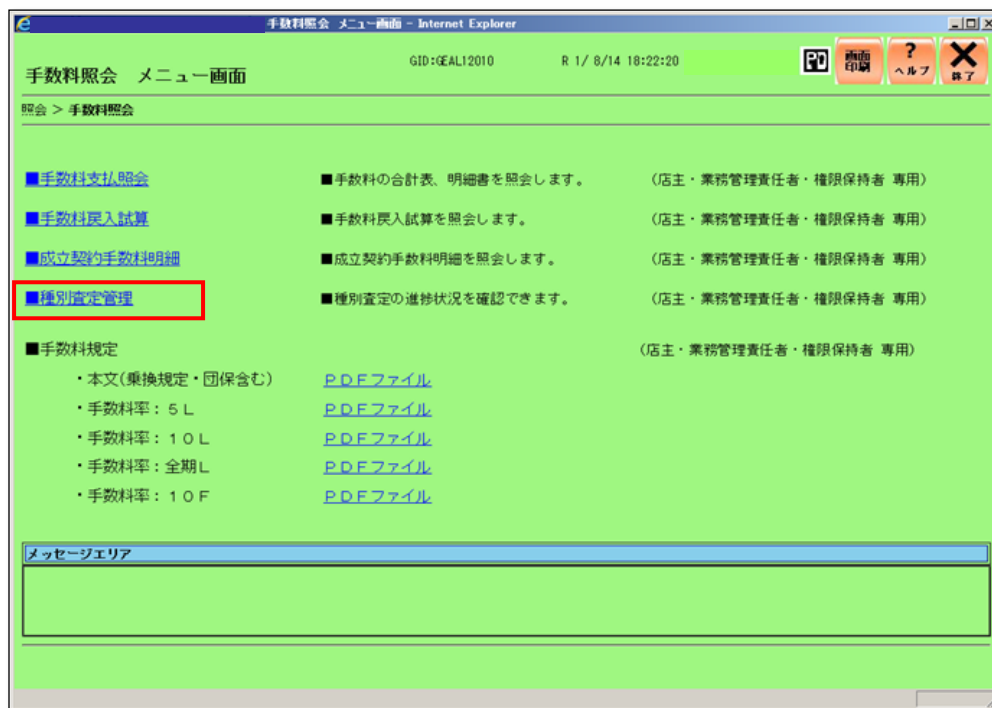 手数料照会 メニュー画面 - Internet Explorer
手数料照会　メニュー画面
GID:GEAL12010
R 1/ 8/14 18:22:20
PD
画面印刷
? ヘルプ
終了
照会 > 手数料照会
■手数料支払照会 ■手数料の合計表、明細書を照会します。 (店主・業務管理責任者・権限保持者 専用)
■手数料戻入試算 ■手数料戻入試算を照会します。 (店主・業務管理責任者・権限保持者 専用)
■成立契約手数料明細 ■成立契約手数料明細を照会します。 (店主・業務管理責任者・権限保持者 専用)
■種別査定管理 ■種別査定の進捗状況を確認できます。 (店主・業務管理責任者・権限保持者 専用)
■手数料規定 (店主・業務管理責任者・権限保持者 専用)
・本文(乗換規定・団保含む) ＰＤＦファイル
・手数料率：５Ｌ ＰＤＦファイル
・手数料率：１０Ｌ ＰＤＦファイル
・手数料率：全期Ｌ ＰＤＦファイル
・手数料率：１０Ｆ ＰＤＦファイル
メッセージエリア